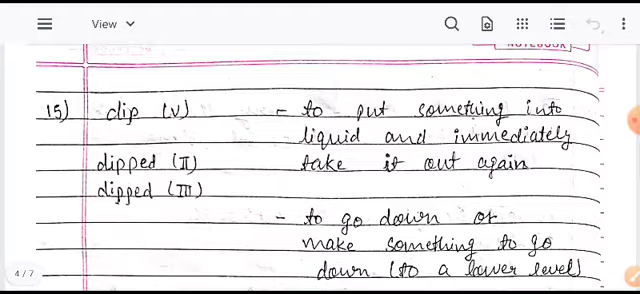 View
NOTEBOOK
15) dip (V) - to put something into
liquid and immediately
dipped (II) take it out again
dipped (III)
- to go down or
make something to go
4/7 down (to a lower level)